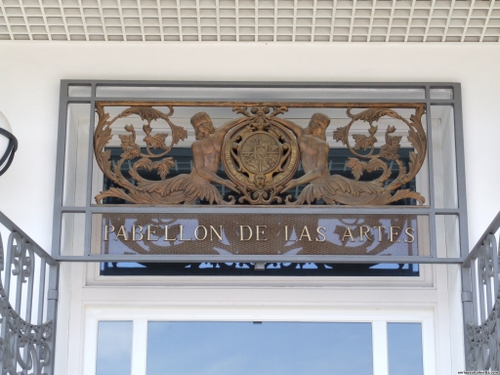 PABELLON DE LAS ARTES